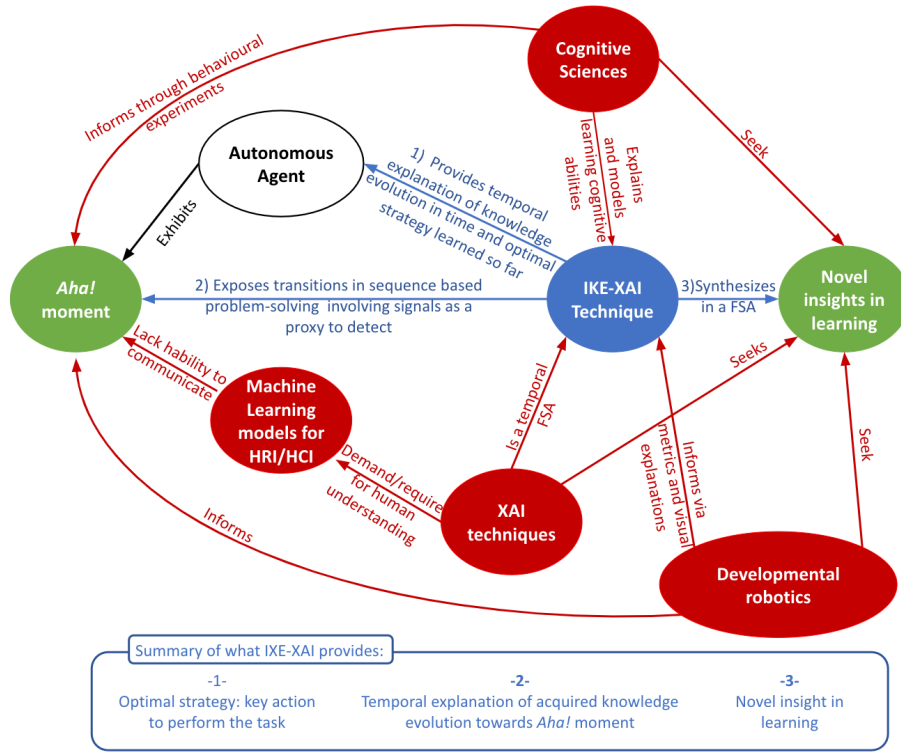 Cognitive
Sciences
Informs through behavioural
experiments
Autonomous
Agent
Exhibits
1) Provides temporal
explanation of knowledge
evolution in time and optimal
strategy learned so far
Explains
and models
learning cognitive
abilities
Seek
Aha!
moment
2) Exposes transitions in sequence based
problem-solving involving signals as a
proxy to detect
IKE-XAI
Technique
3)Synthesizes
in a FSA
Novel
insights in
learning
Lack hability to
communicate
Machine
Learning
models for
HRI/HCI
Demand/require
for human
understanding
Is a temporal
FSA
Seeks
Informs via
metrics and visual
explanations
Seek
XAI
techniques
Informs
Developmental
robotics
Summary of what IXE-XAI provides:
-1-
Optimal strategy: key action
to perform the task
-2-
Temporal explanation of acquired knowledge
evolution towards Aha! moment
-3-
Novel insight in
learning